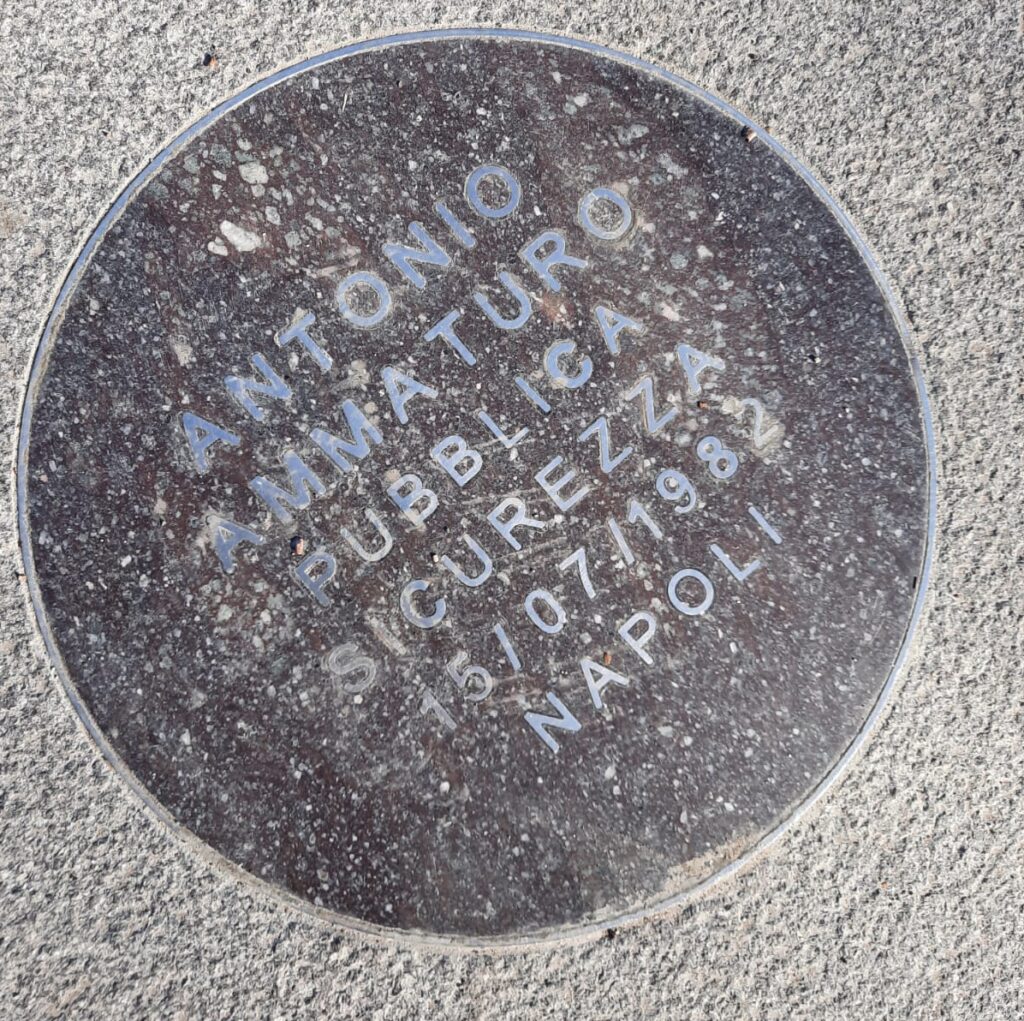 ANTONIO
AMMATURO
PUBBLICA
SICUREZZA
15/07/1982
NAPOLI